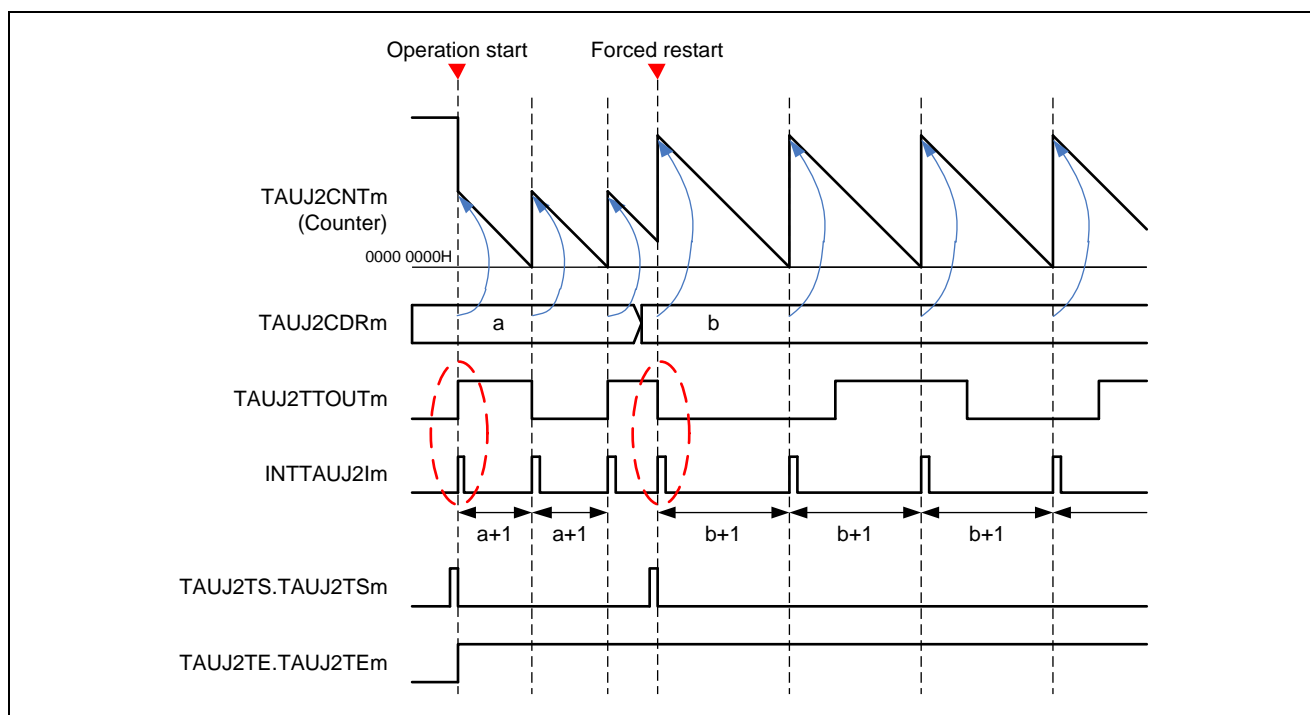 Operation start Forced restart
TAUJ2CNTm
(Counter)
0000 0000H
TAUJ2CDRm a b
TAUJ2TTOUTm
INTTAUJ2Im
a+1 a+1 b+1 b+1 b+1
TAUJ2TS.TAUJ2TSm
TAUJ2TE.TAUJ2TEm